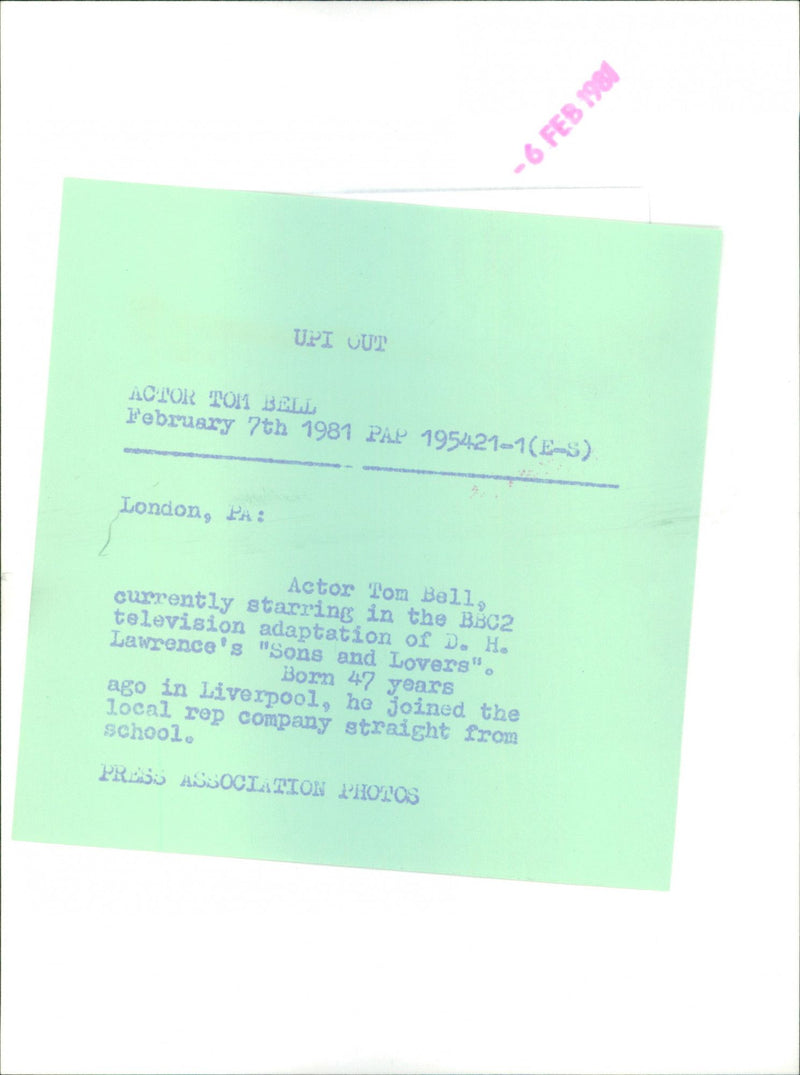 - 6 FEB 1981
UPI OUT
ACTOR TOM BELL
February 7th 1981 PAP 195421-1(E-S)
London, PA:
Actor Tom Bell,
currently starring in the BBC2
television adaptation of D. H.
Lawrence's "Sons and Lovers".
Born 47 years
ago in Liverpool, he joined the
local rep company straight from
school.
PRESS ASSOCIATION PHOTOS